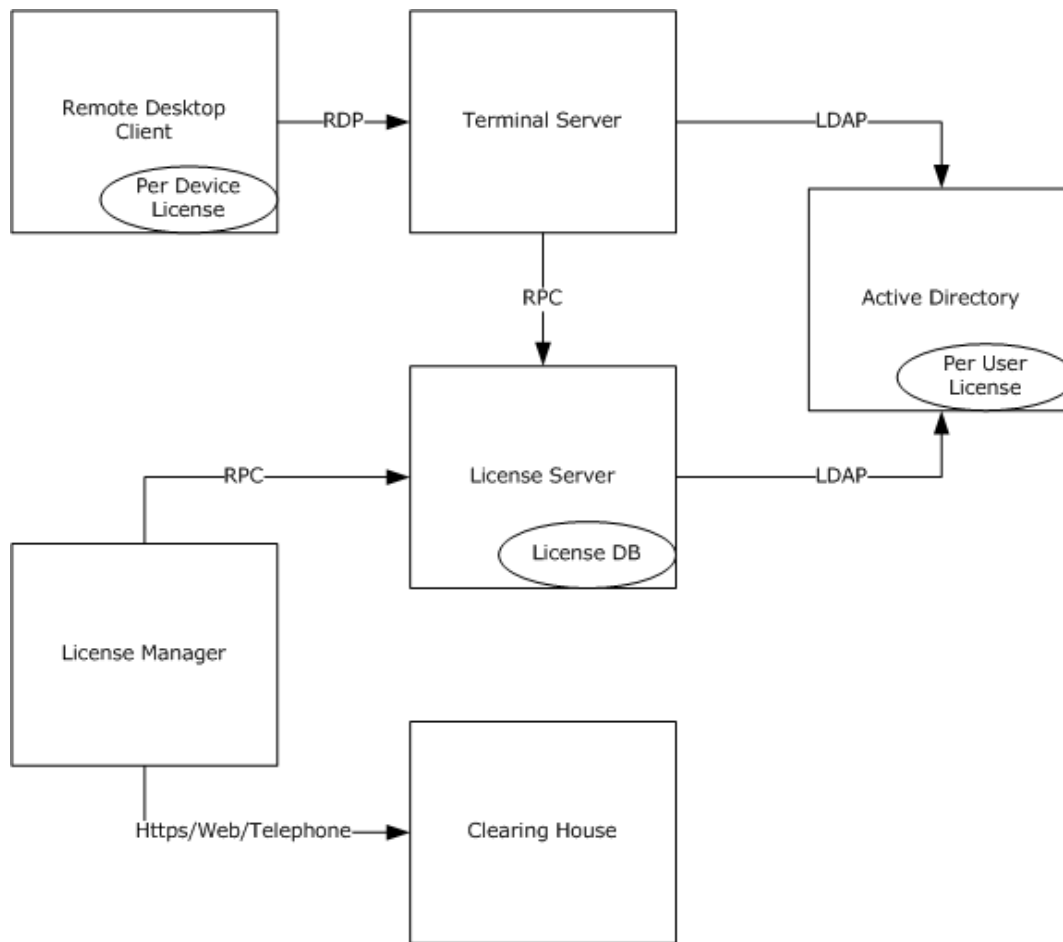 Remote Desktop
Client
RDP
Terminal Server
LDAP
Per Device
License
RPC
Active Directory
Per User
License
RPC
License Server
LDAP
License DB
License Manager
Https/Web/Telephone
Clearing House